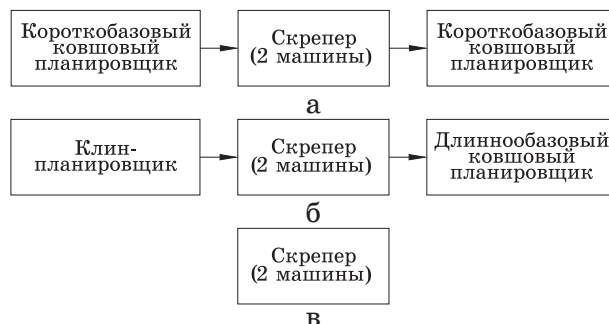 Короткобазовый
ковшовый
планировщик
Скрепер
(2 машины)
Короткобазовый
ковшовый
планировщик
а
Клин-
планировщик
Скрепер
(2 машины)
Длиннообазовый
ковшовый
планировщик
б
Скрепер
(2 машины)
в